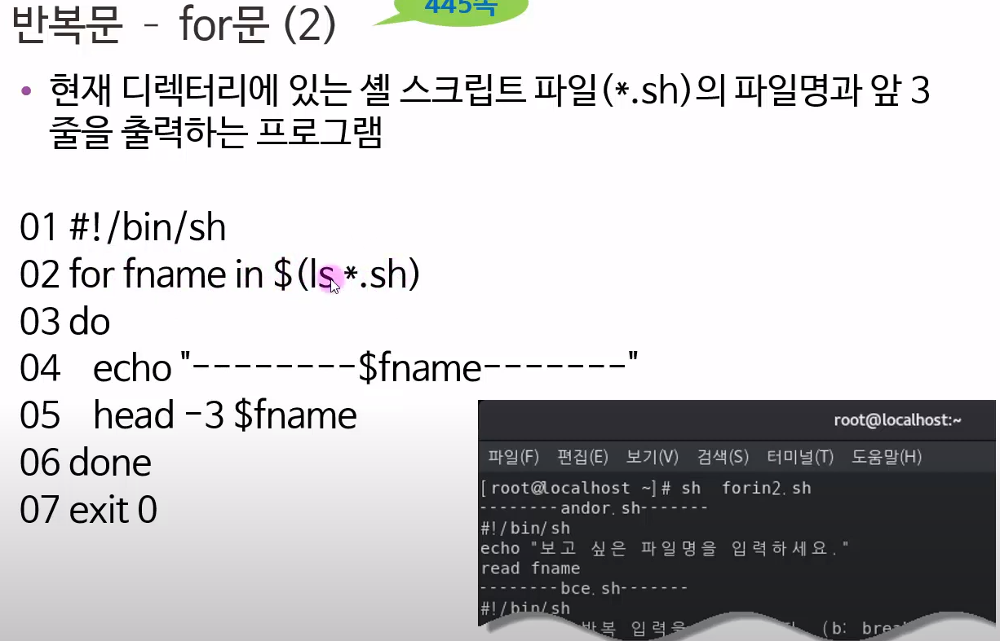 445쪽
반복문 - for문 (2)
• 현재 디렉터리에 있는 셸 스크립트 파일(*.sh)의 파일명과 앞 3
줄을 출력하는 프로그램
01 #!/bin/sh
02 for fname in $(ls *.sh)
03 do
04 echo "--------$fname-------"
05 head -3 $fname
06 done
07 exit 0
root@localhost:~
파일(F) 편집(E) 보기(V) 검색(S) 터미널(T) 도움말(H)
[root@localhost ~]# sh forin2.sh
--------andor.sh-------
#!/bin/sh
echo "보고 싶은 파일명을 입력하세요."
read fname
--------bce.sh-------
#!/bin/sh
반복 입력을 (b: break